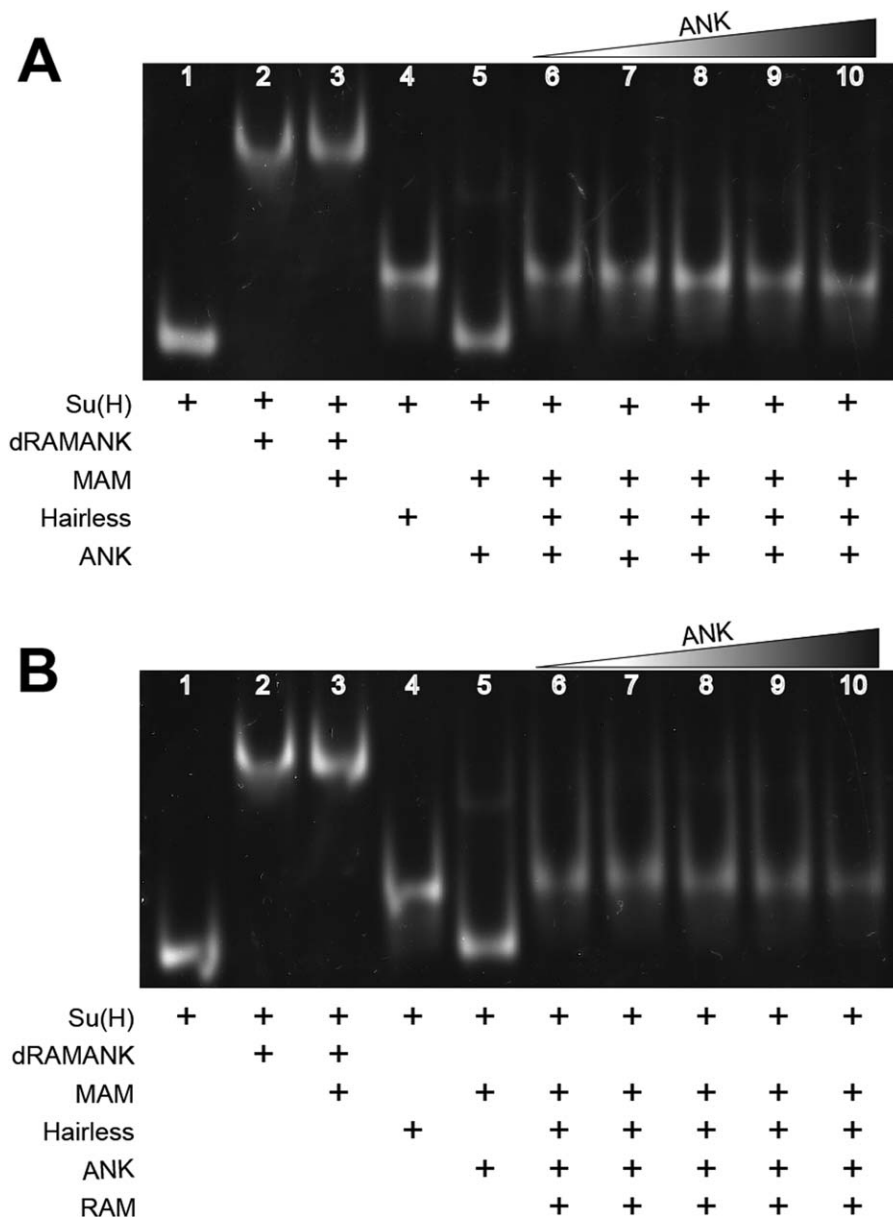 ANK
A
1 2 3 4 5 6 7 8 9 10
Su(H) + + + + + + + + + +
dRAMANK + +
MAM + + + + + + +
Hairless + + + + + +
ANK + + + + + +
ANK
B
1 2 3 4 5 6 7 8 9 10
Su(H) + + + + + + + + + +
dRAMANK + +
MAM + + + + + + +
Hairless + + + + + +
ANK + + + + + +
RAM + + + + +